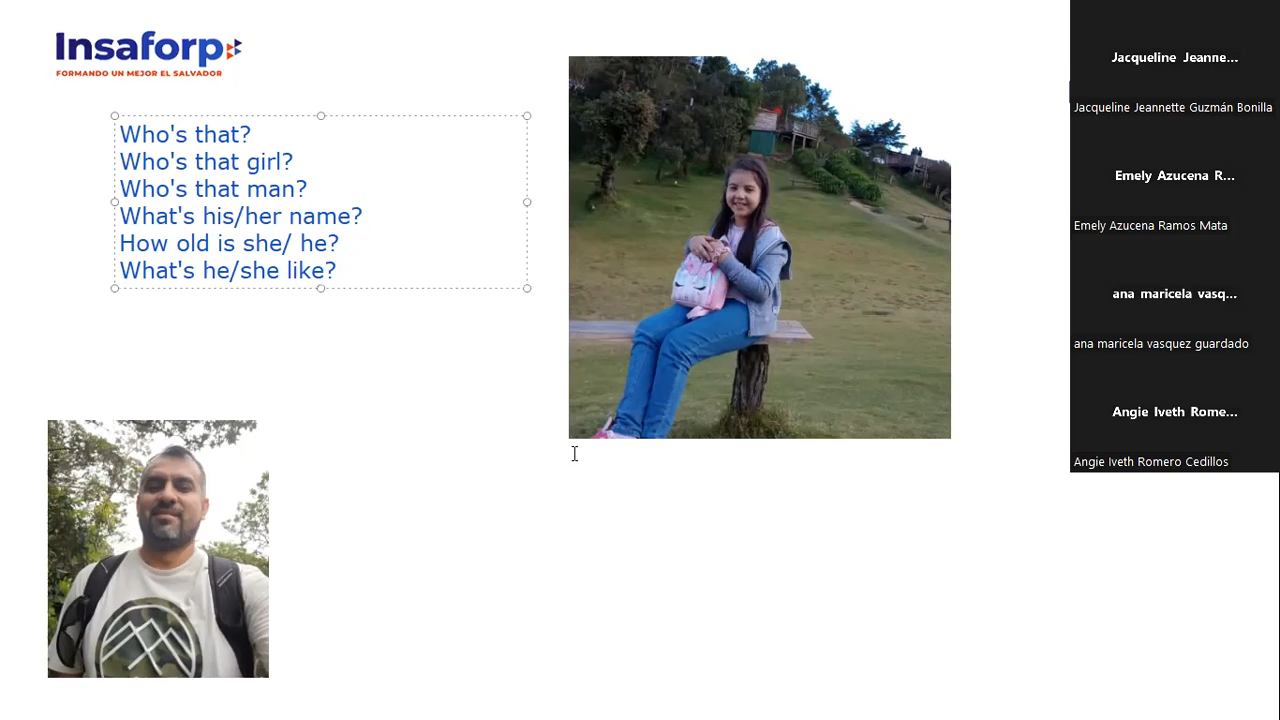 Insaforp
FORMANDO UN MEJOR EL SALVADOR
Who's that?
Who's that girl?
Who's that man?
What's his/her name?
How old is she/ he?
What's he/she like?
Jacqueline Jeanne...
Jacqueline Jeannette Guzmán Bonilla
Emely Azucena R...
Emely Azucena Ramos Mata
ana maricela vasq...
ana maricela vasquez guardado
Angie Iveth Rome...
Angie Iveth Romero Cedillos